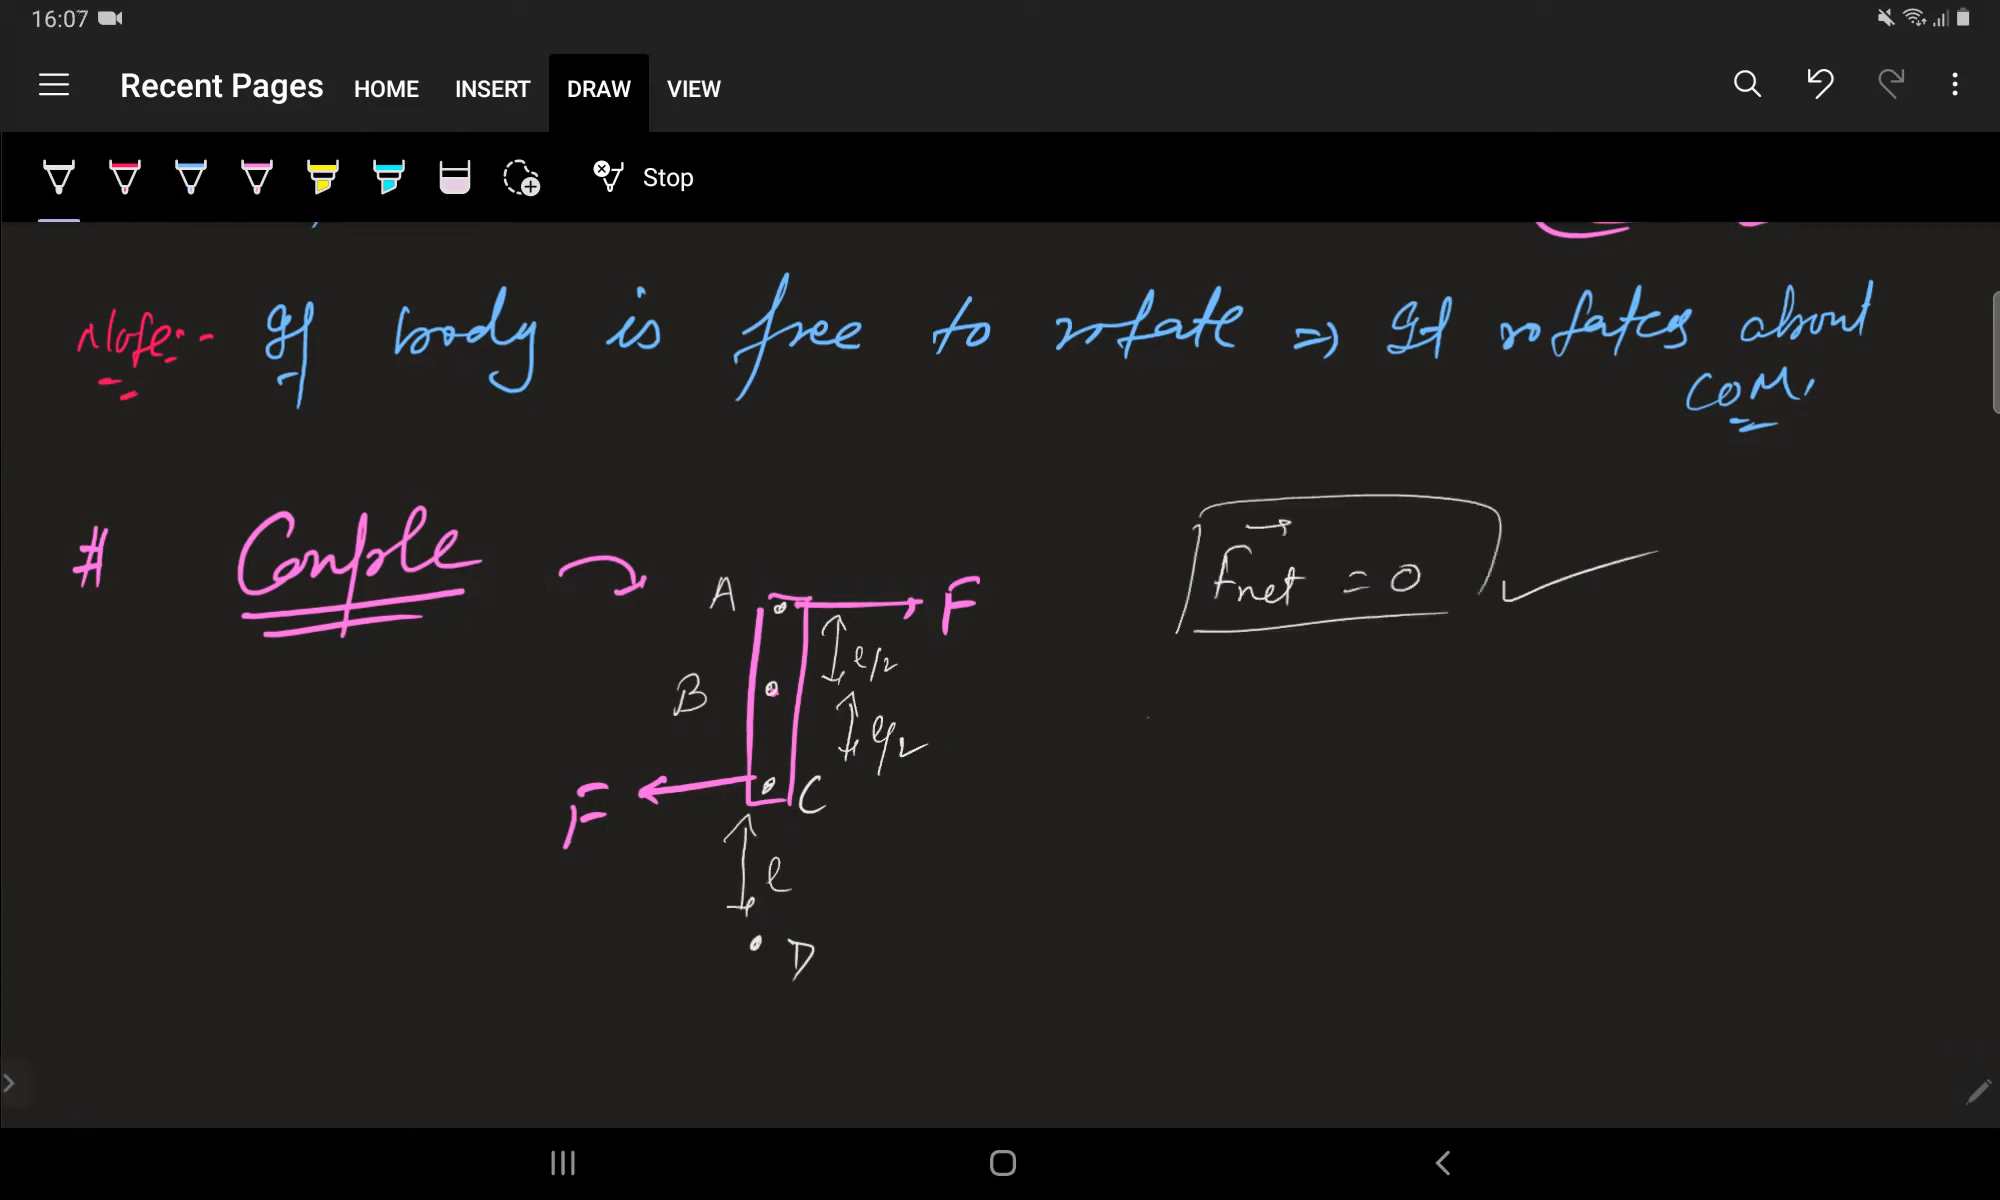 16:07
Recent Pages HOME INSERT DRAW VIEW
Stop
Note:- If body is free to rotate => It rotates about
COM.
# Couple
A F
Fnet = 0
l/2
B
l/2
F
C
l
D